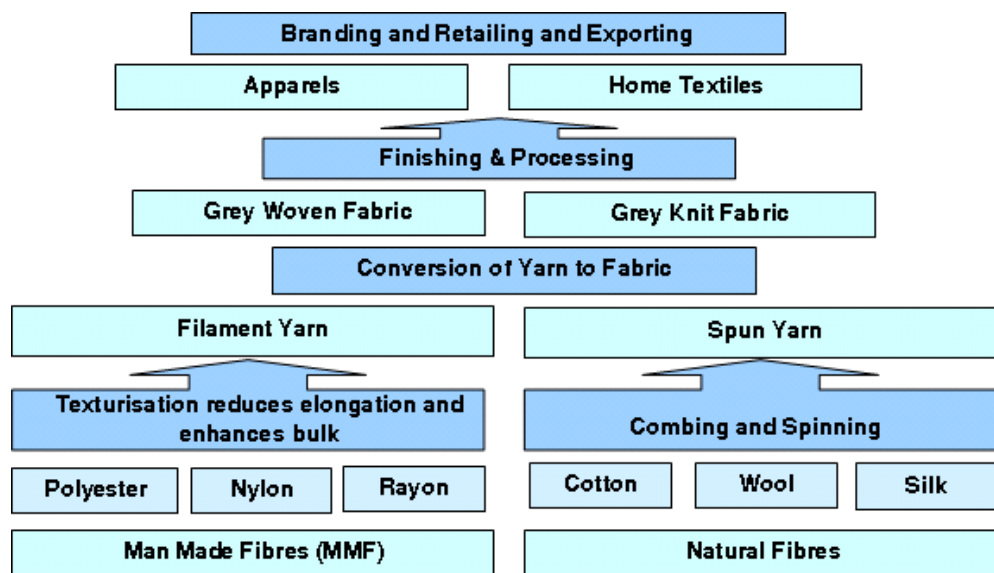 Branding and Retailing and Exporting
Apparels
Home Textiles
Finishing & Processing
Grey Woven Fabric
Grey Knit Fabric
Conversion of Yarn to Fabric
Filament Yarn
Spun Yarn
Texturisation reduces elongation and
enhances bulk
Combing and Spinning
Polyester
Nylon
Rayon
Cotton
Wool
Silk
Man Made Fibres (MMF)
Natural Fibres